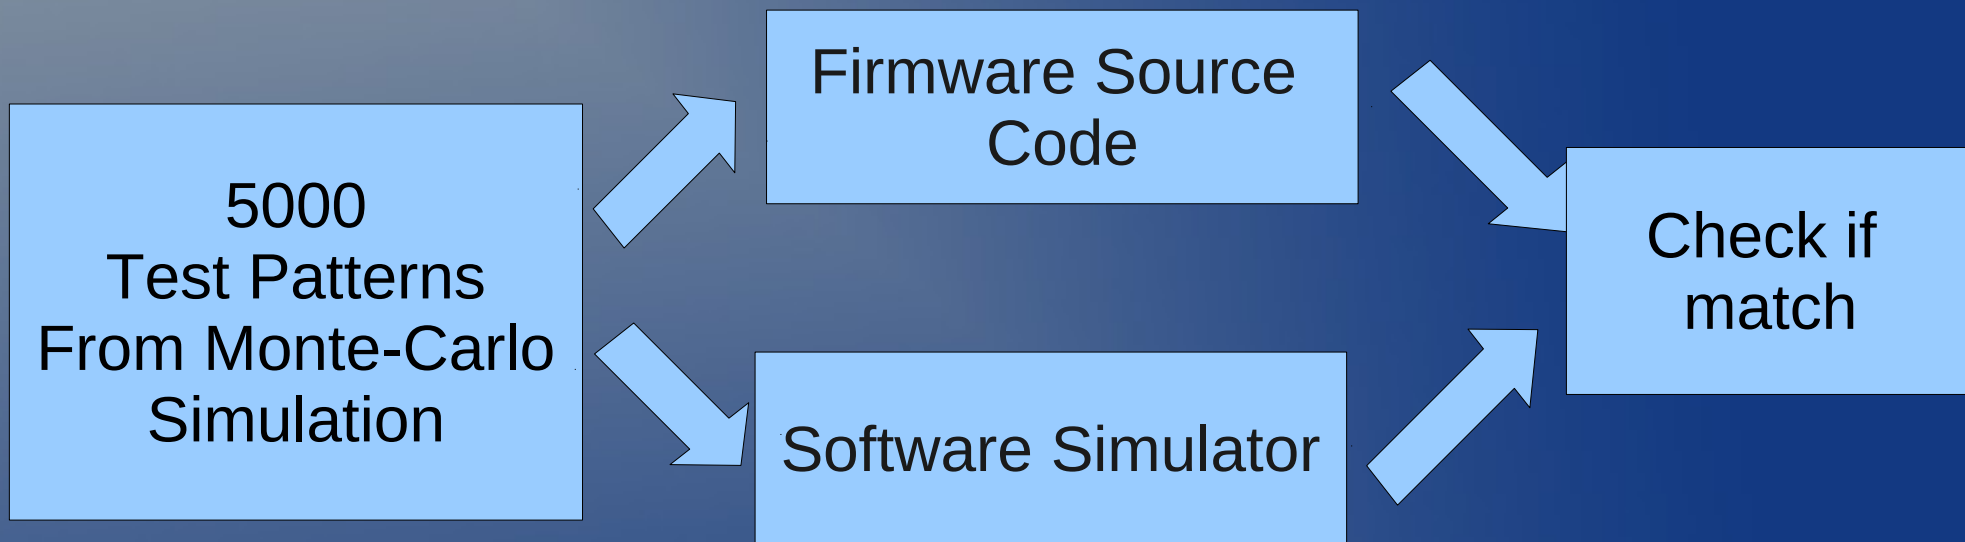 5000
Test Patterns
From Monte-Carlo
Simulation
Firmware Source
Code
Software Simulator
Check if
match